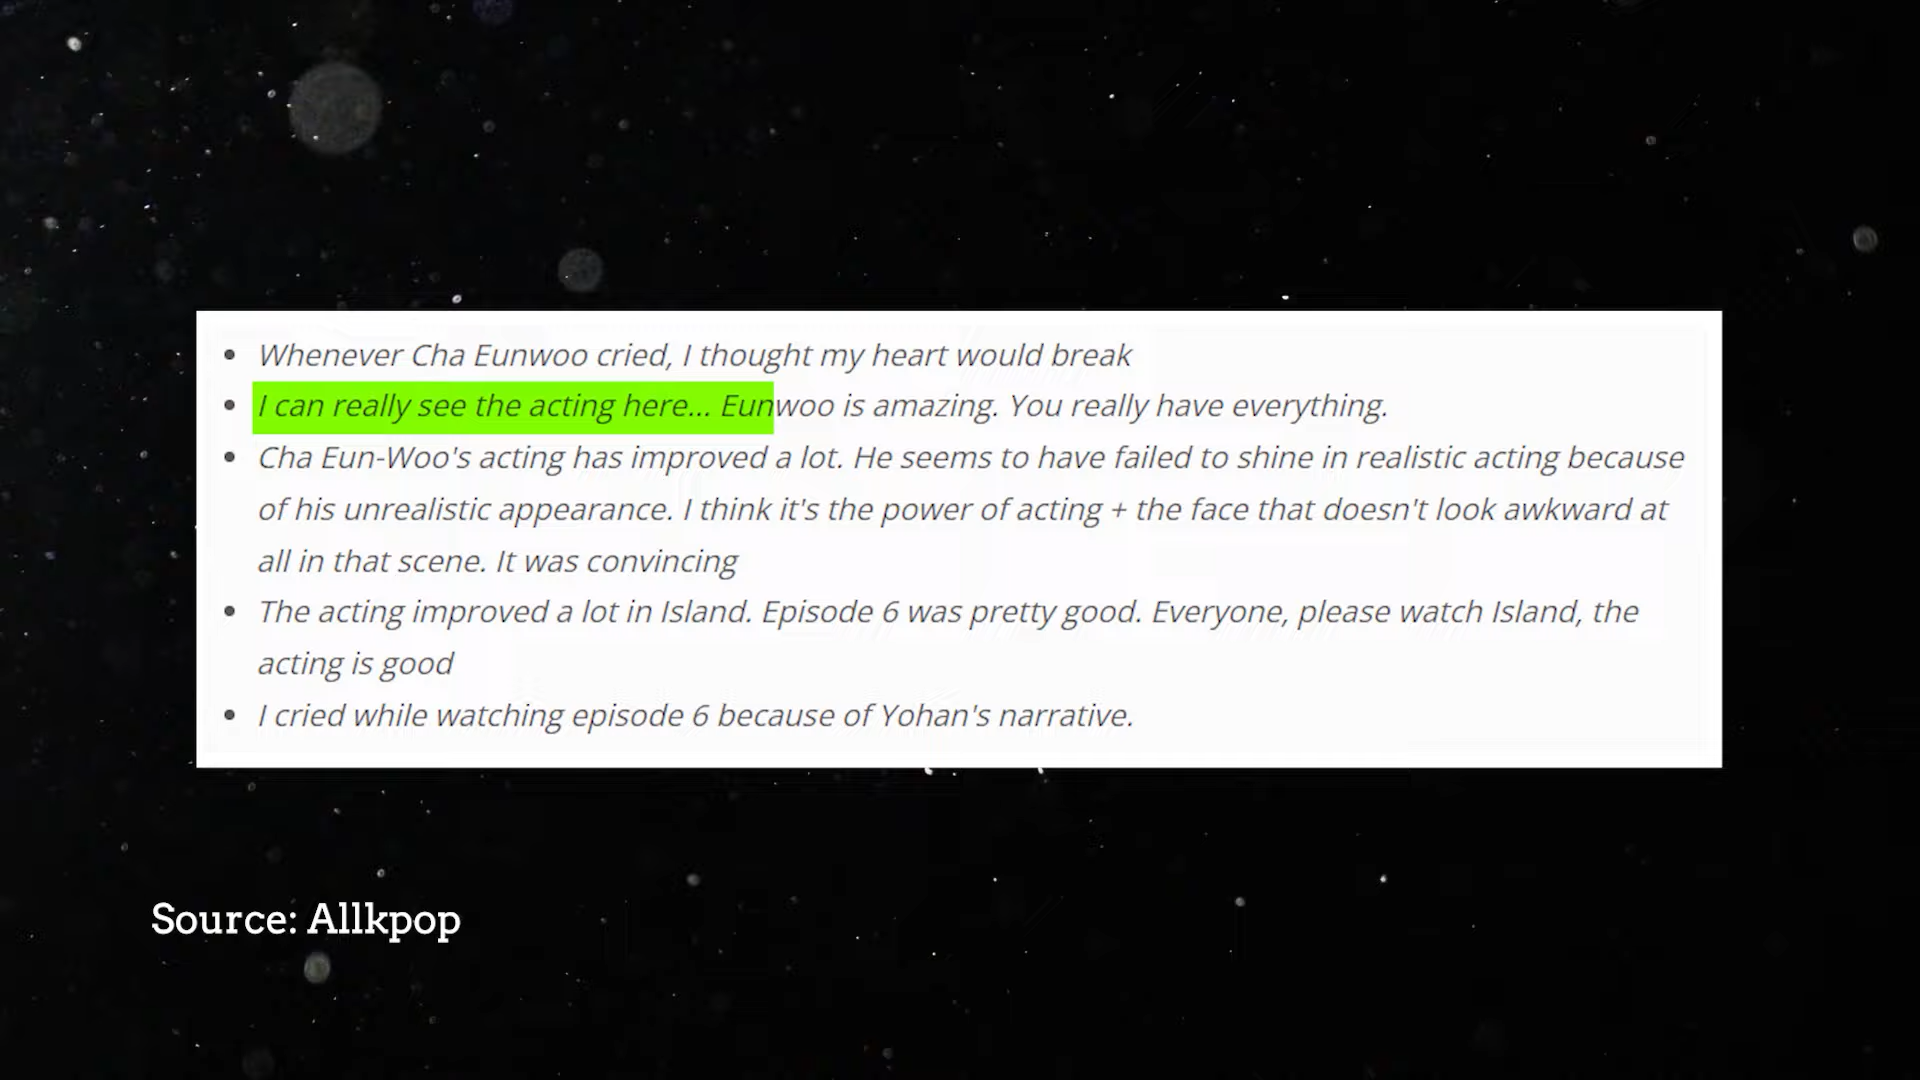 Whenever Cha Eunwoo cried, I thought my heart would break
I can really see the acting here... Eunwoo is amazing. You really have everything.
Cha Eun-Woo's acting has improved a lot. He seems to have failed to shine in realistic acting because
of his unrealistic appearance. I think it's the power of acting + the face that doesn't look awkward at
all in that scene. It was convincing
The acting improved a lot in Island. Episode 6 was pretty good. Everyone, please watch Island, the
acting is good
I cried while watching episode 6 because of Yohan's narrative.
Source: Allkpop